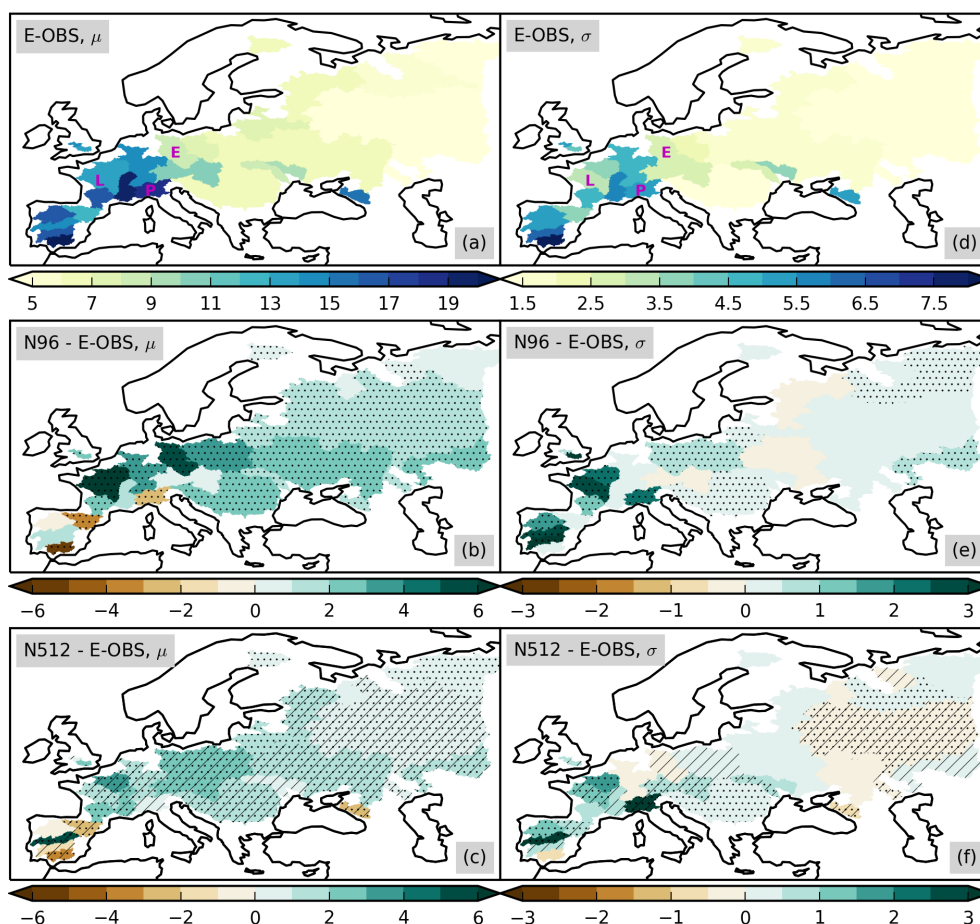 E-OBS, μ
E
L
P
(a)
5 7 9 11 13 15 17 19
E-OBS, σ
E
L
P
(d)
1.5 2.5 3.5 4.5 5.5 6.5 7.5
N96 - E-OBS, μ
(b)
−6 −4 −2 0 2 4 6
N96 - E-OBS, σ
(e)
−3 −2 −1 0 1 2 3
N512 - E-OBS, μ
(c)
−6 −4 −2 0 2 4 6
N512 - E-OBS, σ
(f)
−3 −2 −1 0 1 2 3